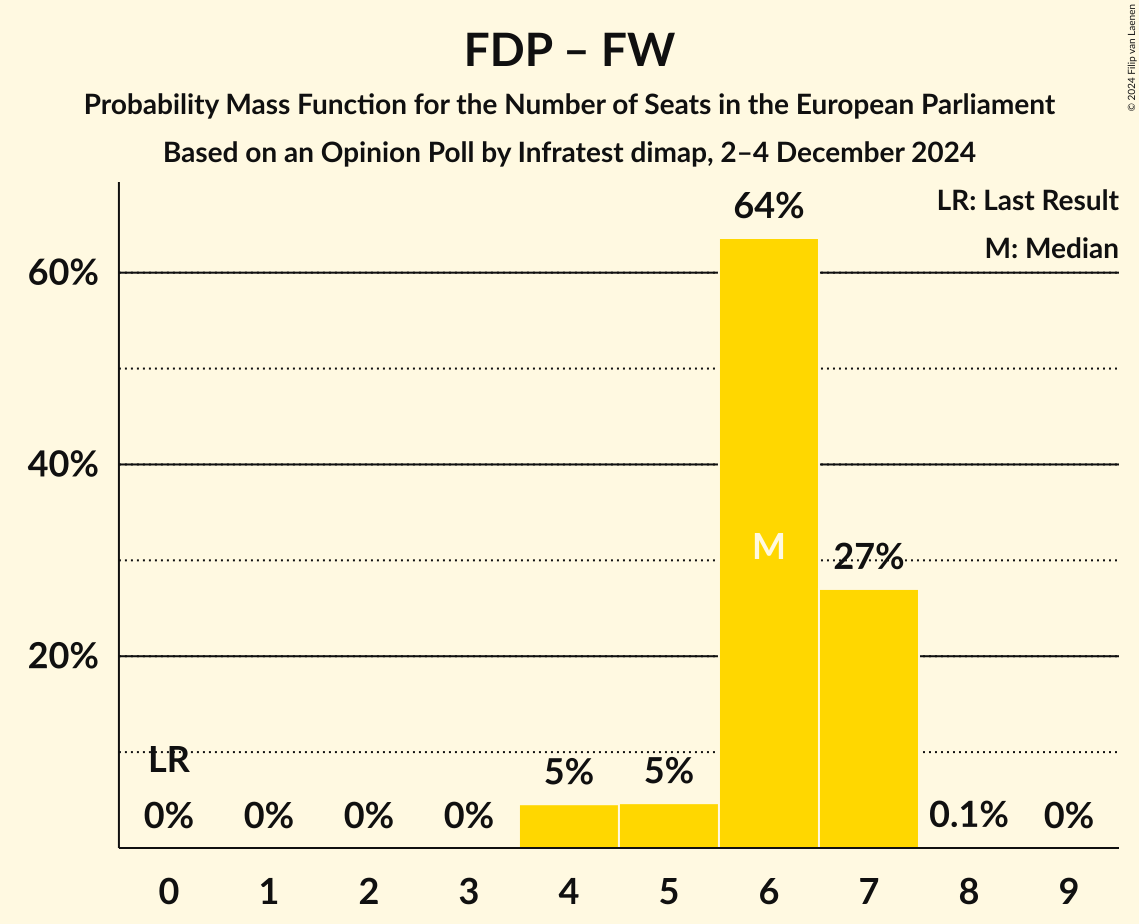 FDP – FW
Probability Mass Function for the Number of Seats in the European Parliament
Based on an Opinion Poll by Infratest dimap, 2–4 December 2024
© 2024 Filip van Laenen
LR: Last Result
M: Median
64%
60%
40%
M
27%
20%
LR
5%
5%
0%
0%
0%
0%
0.1%
0%
0
1
2
3
4
5
6
7
8
9